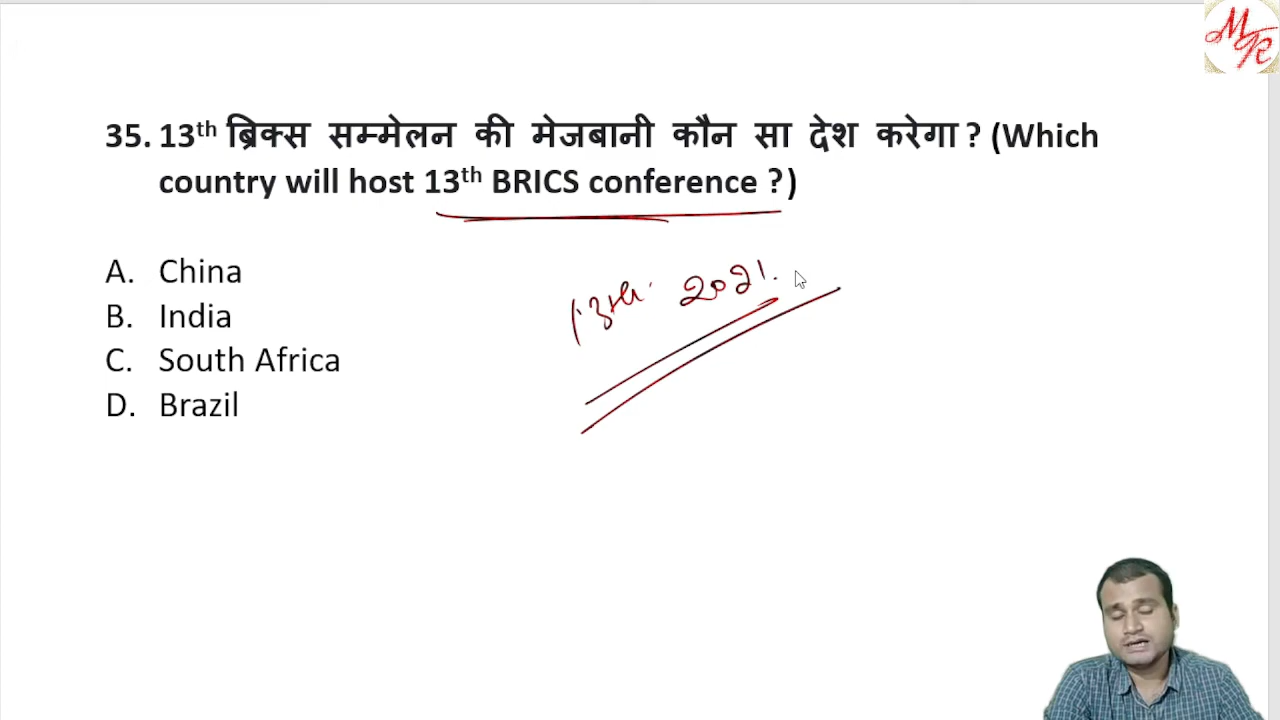 MR
35. 13th ब्रिक्स सम्मेलन की मेजबानी कौन सा देश करेगा ? (Which
country will host 13th BRICS conference ?)
A. China
B. India
C. South Africa
D. Brazil
2021.